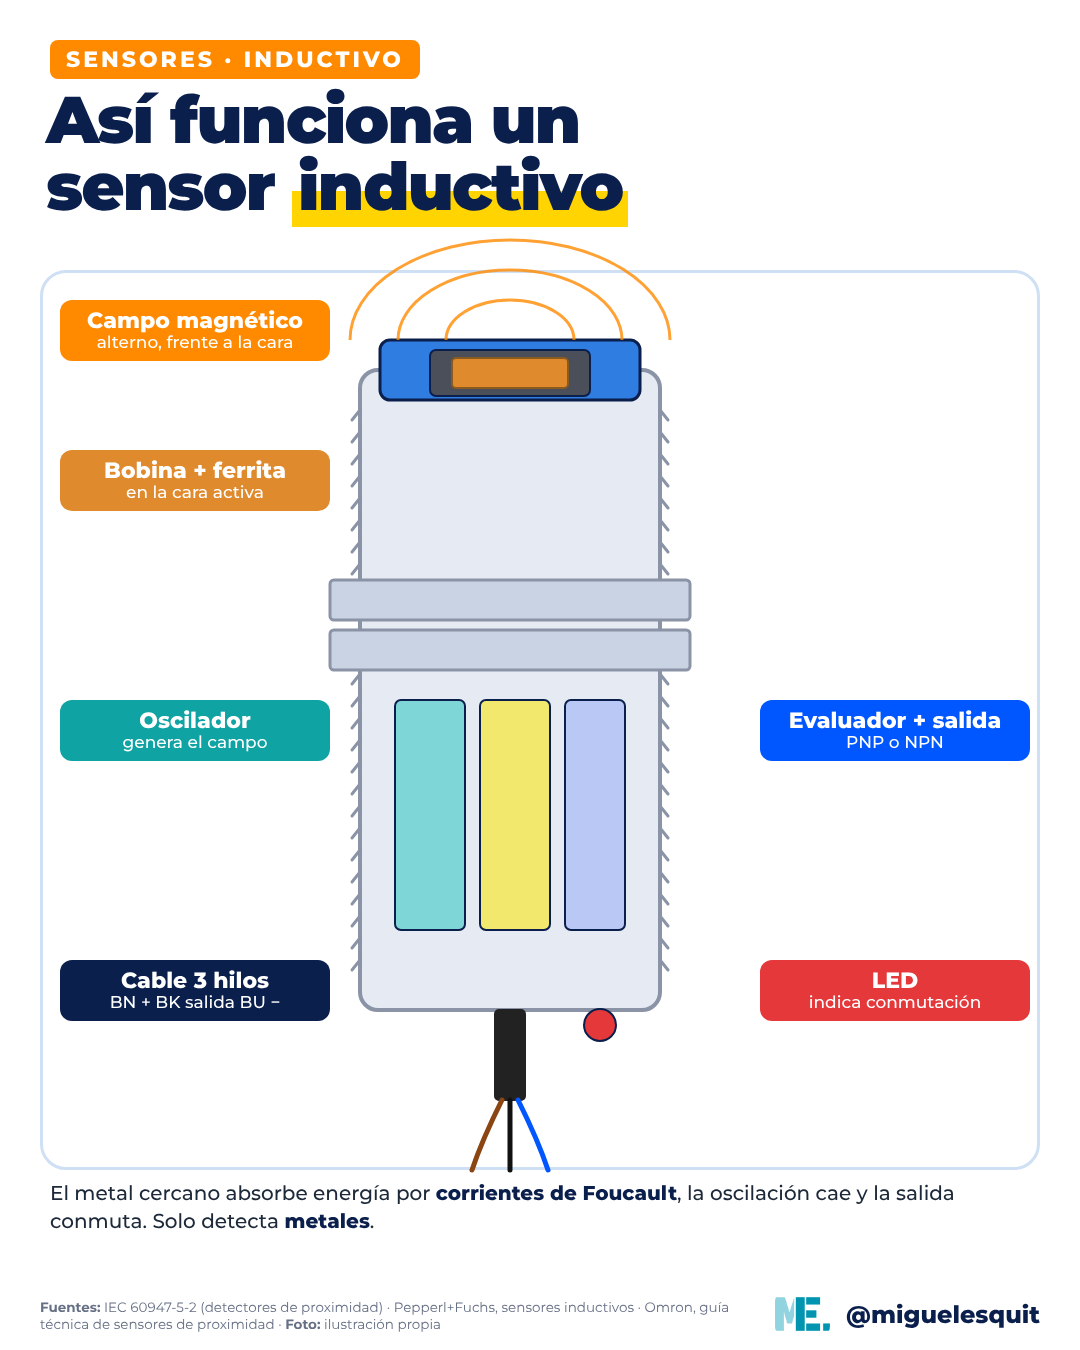 SENSORES · INDUCTIVO
Así funciona un
sensor inductivo
Campo magnético
alterno, frente a la cara
Bobina + ferrita
en la cara activa
Oscilador
genera el campo
Evaluador + salida
PNP o NPN
Cable 3 hilos
BN + BK salida BU −
LED
indica conmutación
El metal cercano absorbe energía por corrientes de Foucault, la oscilación cae y la salida
conmuta. Solo detecta metales.
Fuentes: IEC 60947-5-2 (detectores de proximidad) · Pepperl+Fuchs, sensores inductivos · Omron, guía
técnica de sensores de proximidad · Foto: ilustración propia
ME.
@miguelesquit